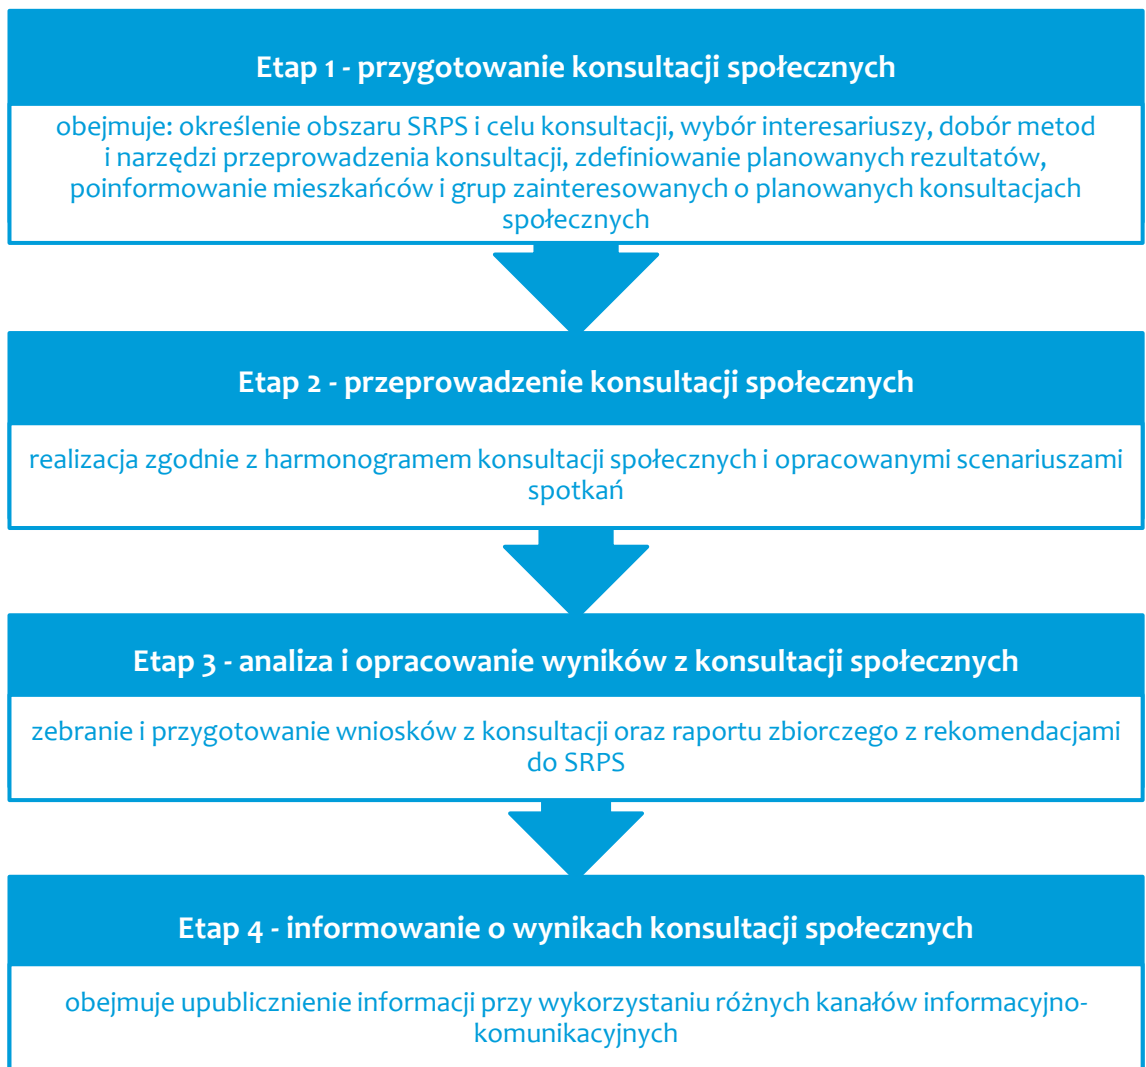 Etap 1 - przygotowanie konsultacji społecznych
obejmuje: określenie obszaru SRPS i celu konsultacji, wybór interesariuszy, dobór metod
i narzędzi przeprowadzenia konsultacji, zdefiniowanie planowanych rezultatów,
poinformowanie mieszkańców i grup zainteresowanych o planowanych konsultacjach
społecznych
Etap 2 - przeprowadzenie konsultacji społecznych
realizacja zgodnie z harmonogramem konsultacji społecznych i opracowanymi scenariuszami
spotkań
Etap 3 - analiza i opracowanie wyników z konsultacji społecznych
zebranie i przygotowanie wniosków z konsultacji oraz raportu zbiorczego z rekomendacjami
do SRPS
Etap 4 - informowanie o wynikach konsultacji społecznych
obejmuje upublicznienie informacji przy wykorzystaniu różnych kanałów informacyjno-
komunikacyjnych